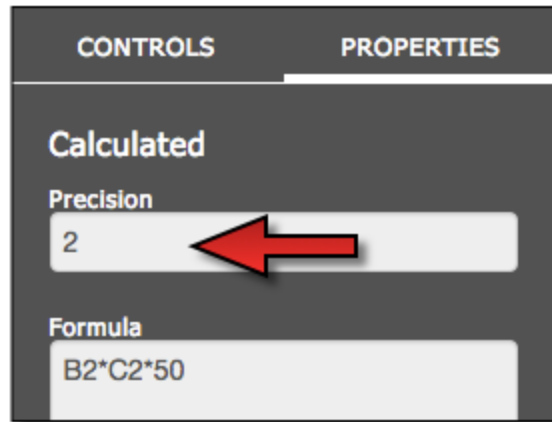 CONTROLS PROPERTIES
Calculated
Precision
2
Formula
B2*C2*50